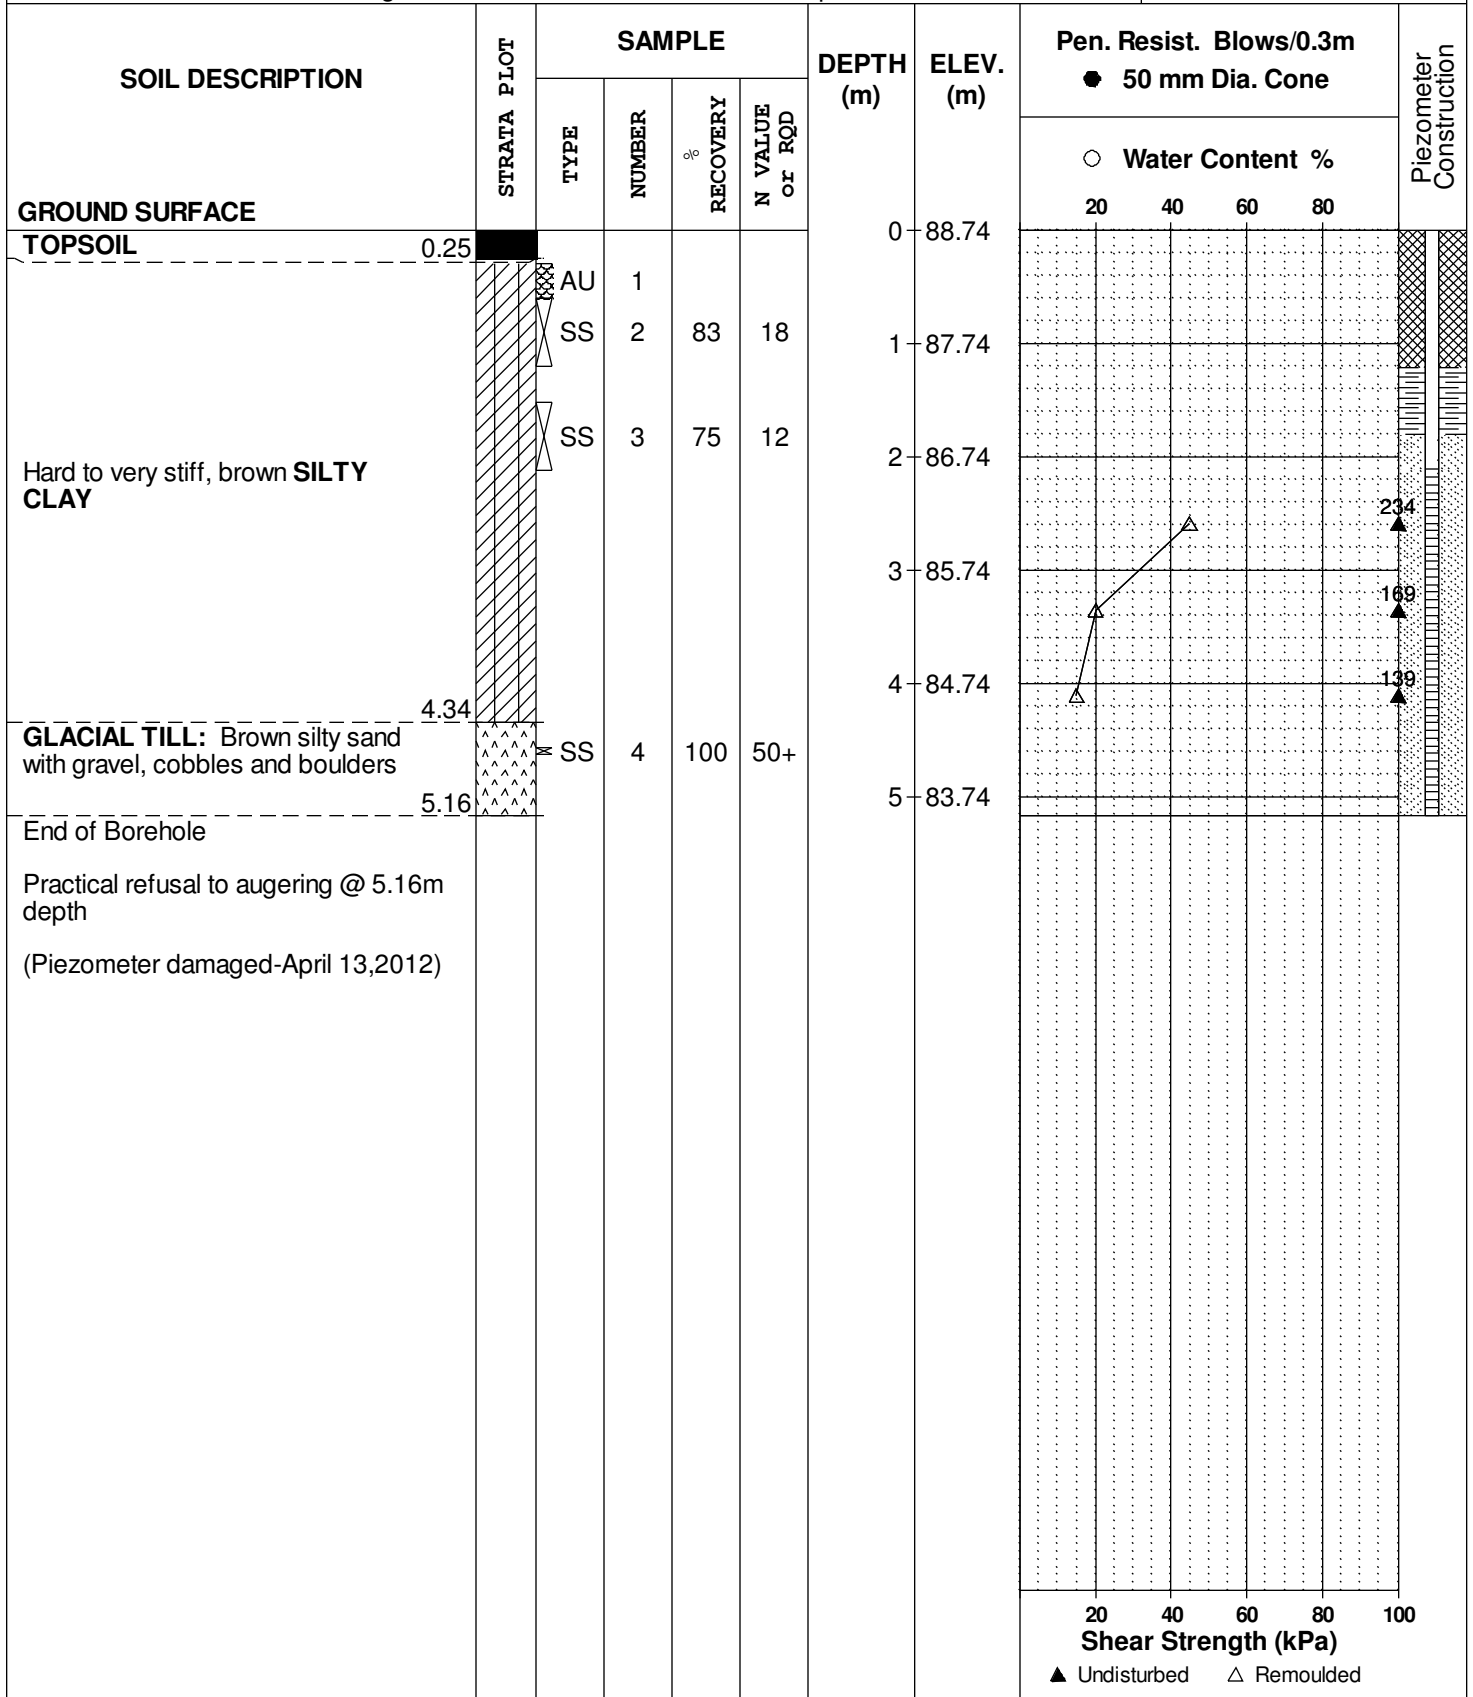 SOIL DESCRIPTION
STRATA PLOT
SAMPLE
TYPE
NUMBER
% RECOVERY
N VALUE or RQD
DEPTH (m)
ELEV. (m)
Pen. Resist. Blows/0.3m
● 50 mm Dia. Cone
○ Water Content %
20 40 60 80
Piezometer Construction
GROUND SURFACE
0 88.74
TOPSOIL 0.25
AU 1
SS 2 83 18
1 87.74
SS 3 75 12
2 86.74
Hard to very stiff, brown SILTY
CLAY
234
3 85.74
169
4 84.74
139
4.34
GLACIAL TILL: Brown silty sand
with gravel, cobbles and boulders
SS 4 100 50+
5 83.74
5.16
End of Borehole
Practical refusal to augering @ 5.16m
depth
(Piezometer damaged-April 13,2012)
20 40 60 80 100
Shear Strength (kPa)
▲ Undisturbed △ Remoulded